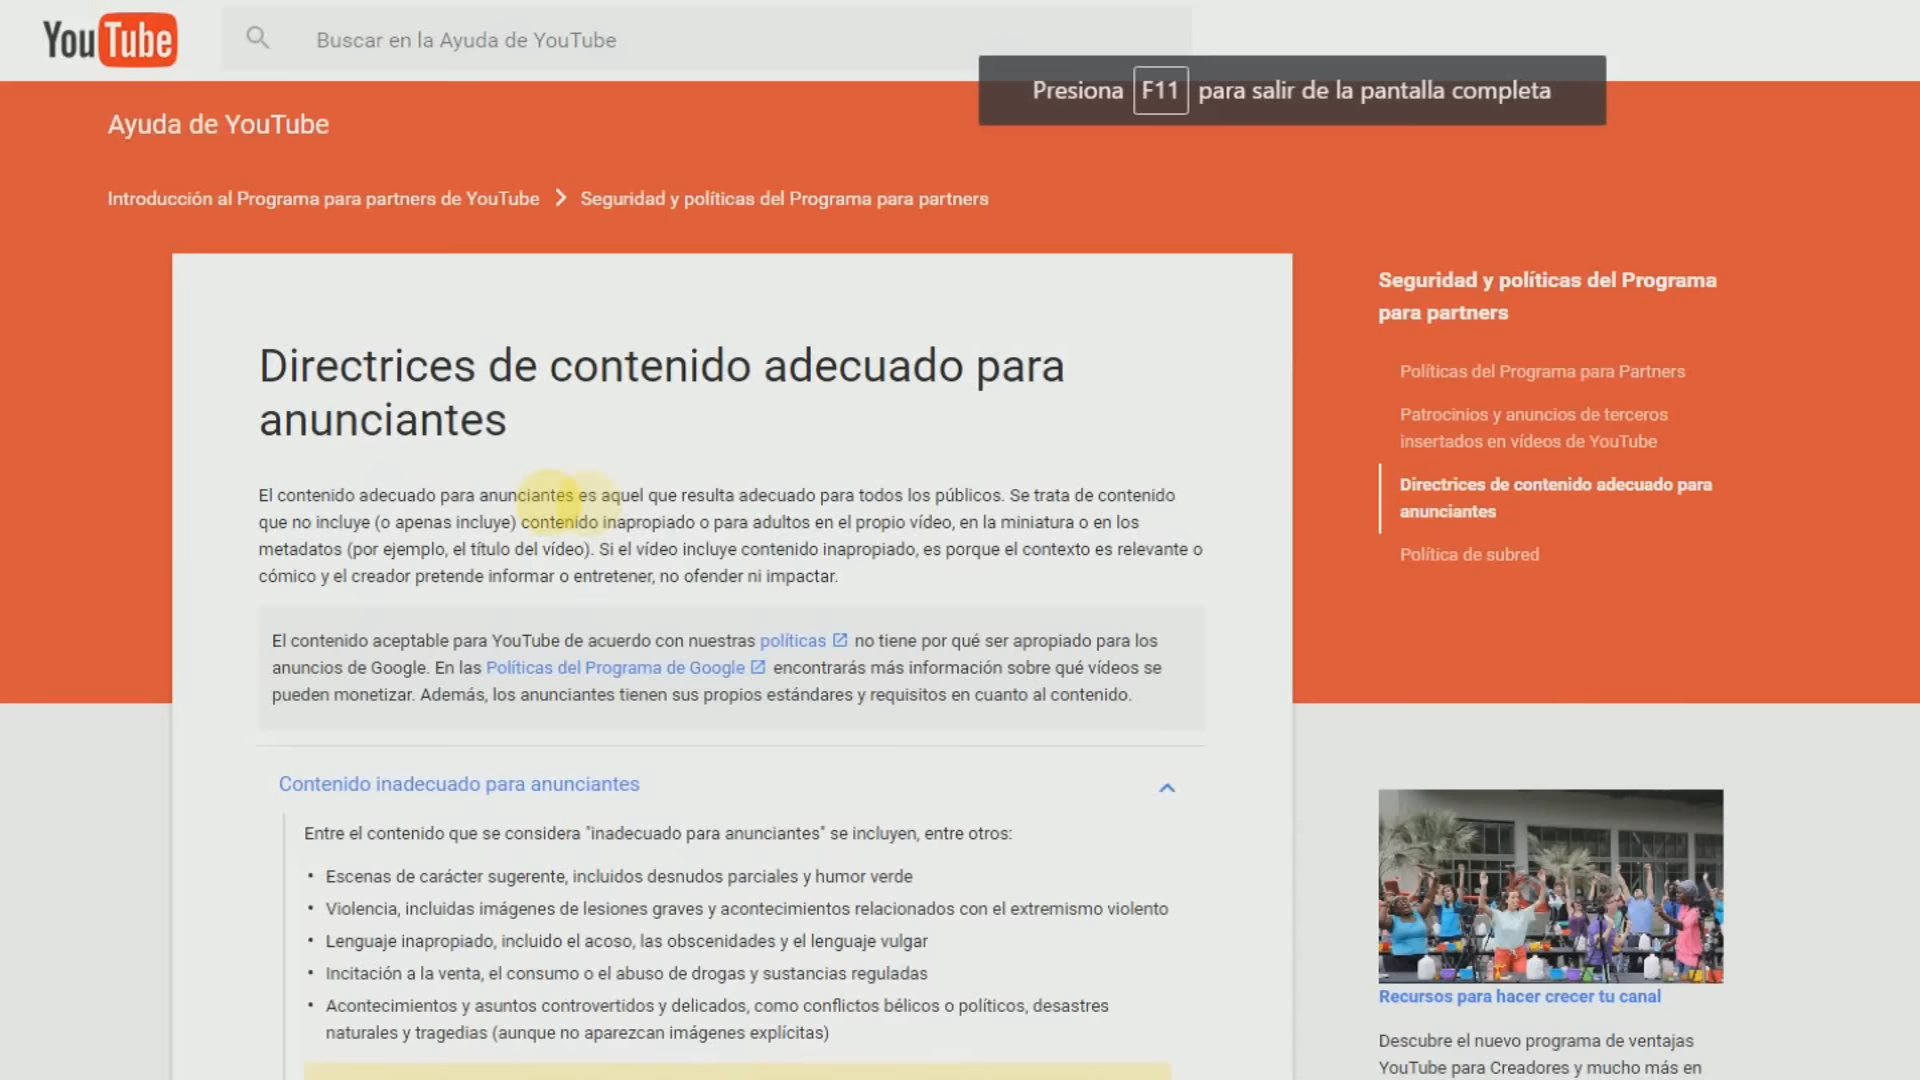 YouTube
Buscar en la Ayuda de YouTube
Presiona F11 para salir de la pantalla completa
Ayuda de YouTube
Introducción al Programa para partners de YouTube
Seguridad y políticas del Programa para partners
Directrices de contenido adecuado para
anunciantes
El contenido adecuado para anunciantes es aquel que resulta adecuado para todos los públicos. Se trata de contenido
que no incluye (o apenas incluye) contenido inapropiado o para adultos en el propio vídeo, en la miniatura o en los
metadatos (por ejemplo, el título del vídeo). Si el vídeo incluye contenido inapropiado, es porque el contexto es relevante o
cómico y el creador pretende informar o entretener, no ofender ni impactar.
El contenido aceptable para YouTube de acuerdo con nuestras políticas no tiene por qué ser apropiado para los
anuncios de Google. En las Políticas del Programa de Google encontrarás más información sobre qué vídeos se
pueden monetizar. Además, los anunciantes tienen sus propios estándares y requisitos en cuanto al contenido.
Contenido inadecuado para anunciantes
Entre el contenido que se considera "inadecuado para anunciantes" se incluyen, entre otros:
• Escenas de carácter sugerente, incluidos desnudos parciales y humor verde
• Violencia, incluidas imágenes de lesiones graves y acontecimientos relacionados con el extremismo violento
• Lenguaje inapropiado, incluido el acoso, las obscenidades y el lenguaje vulgar
• Incitación a la venta, el consumo o el abuso de drogas y sustancias reguladas
• Acontecimientos y asuntos controvertidos y delicados, como conflictos bélicos o políticos, desastres
naturales y tragedias (aunque no aparezcan imágenes explícitas)
Seguridad y políticas del Programa
para partners
Políticas del Programa para Partners
Patrocinios y anuncios de terceros
insertados en vídeos de YouTube
Directrices de contenido adecuado para
anunciantes
Política de subred
Recursos para hacer crecer tu canal
Descubre el nuevo programa de ventajas
YouTube para Creadores y mucho más en